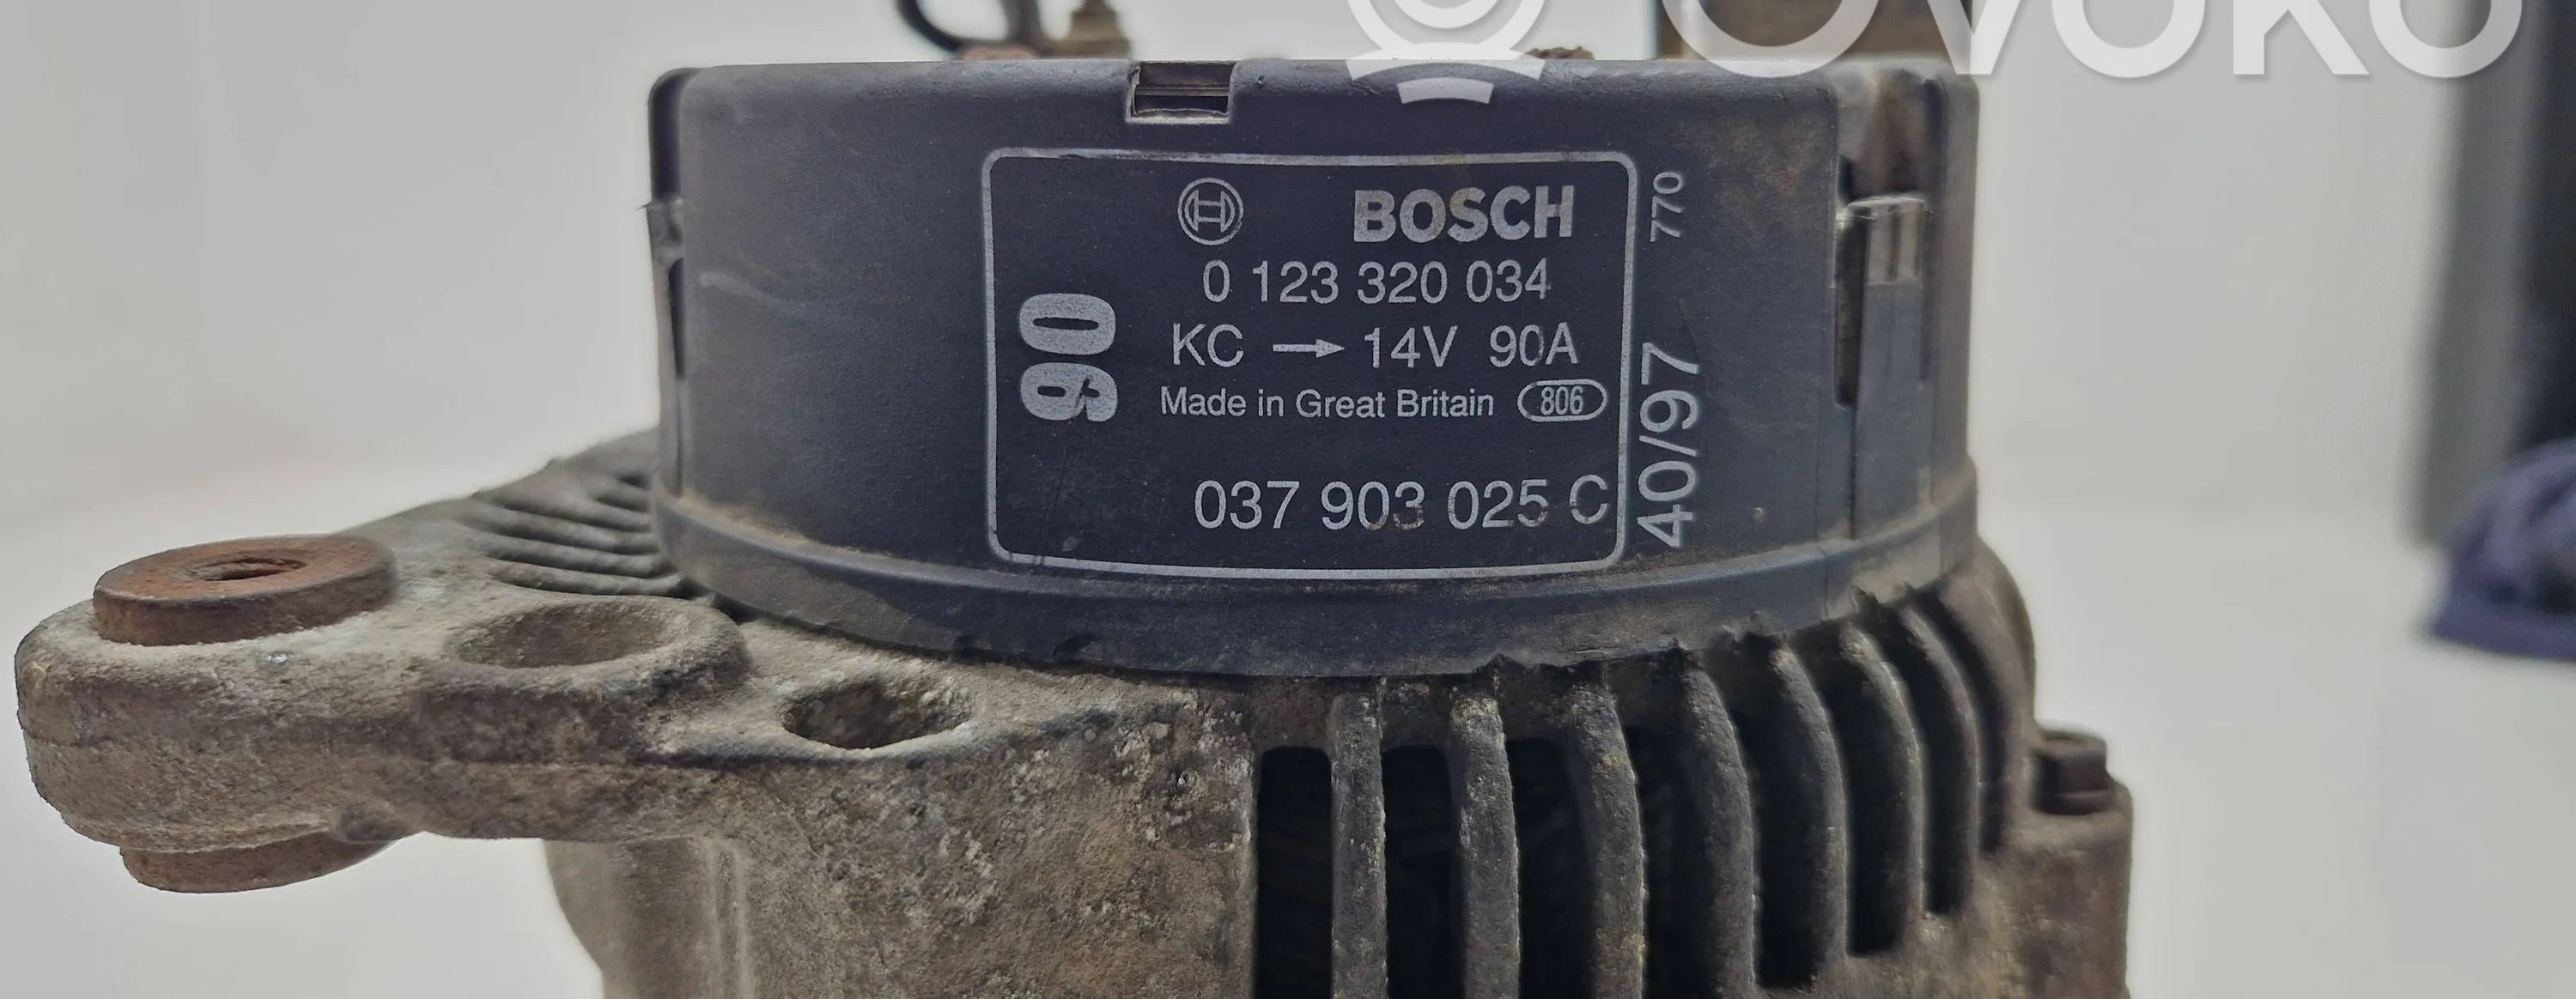 OVOKO
BOSCH
0 123 320 034
KC → 14V 90A
Made in Great Britain 806
037 903 025 C
90
770
40/97